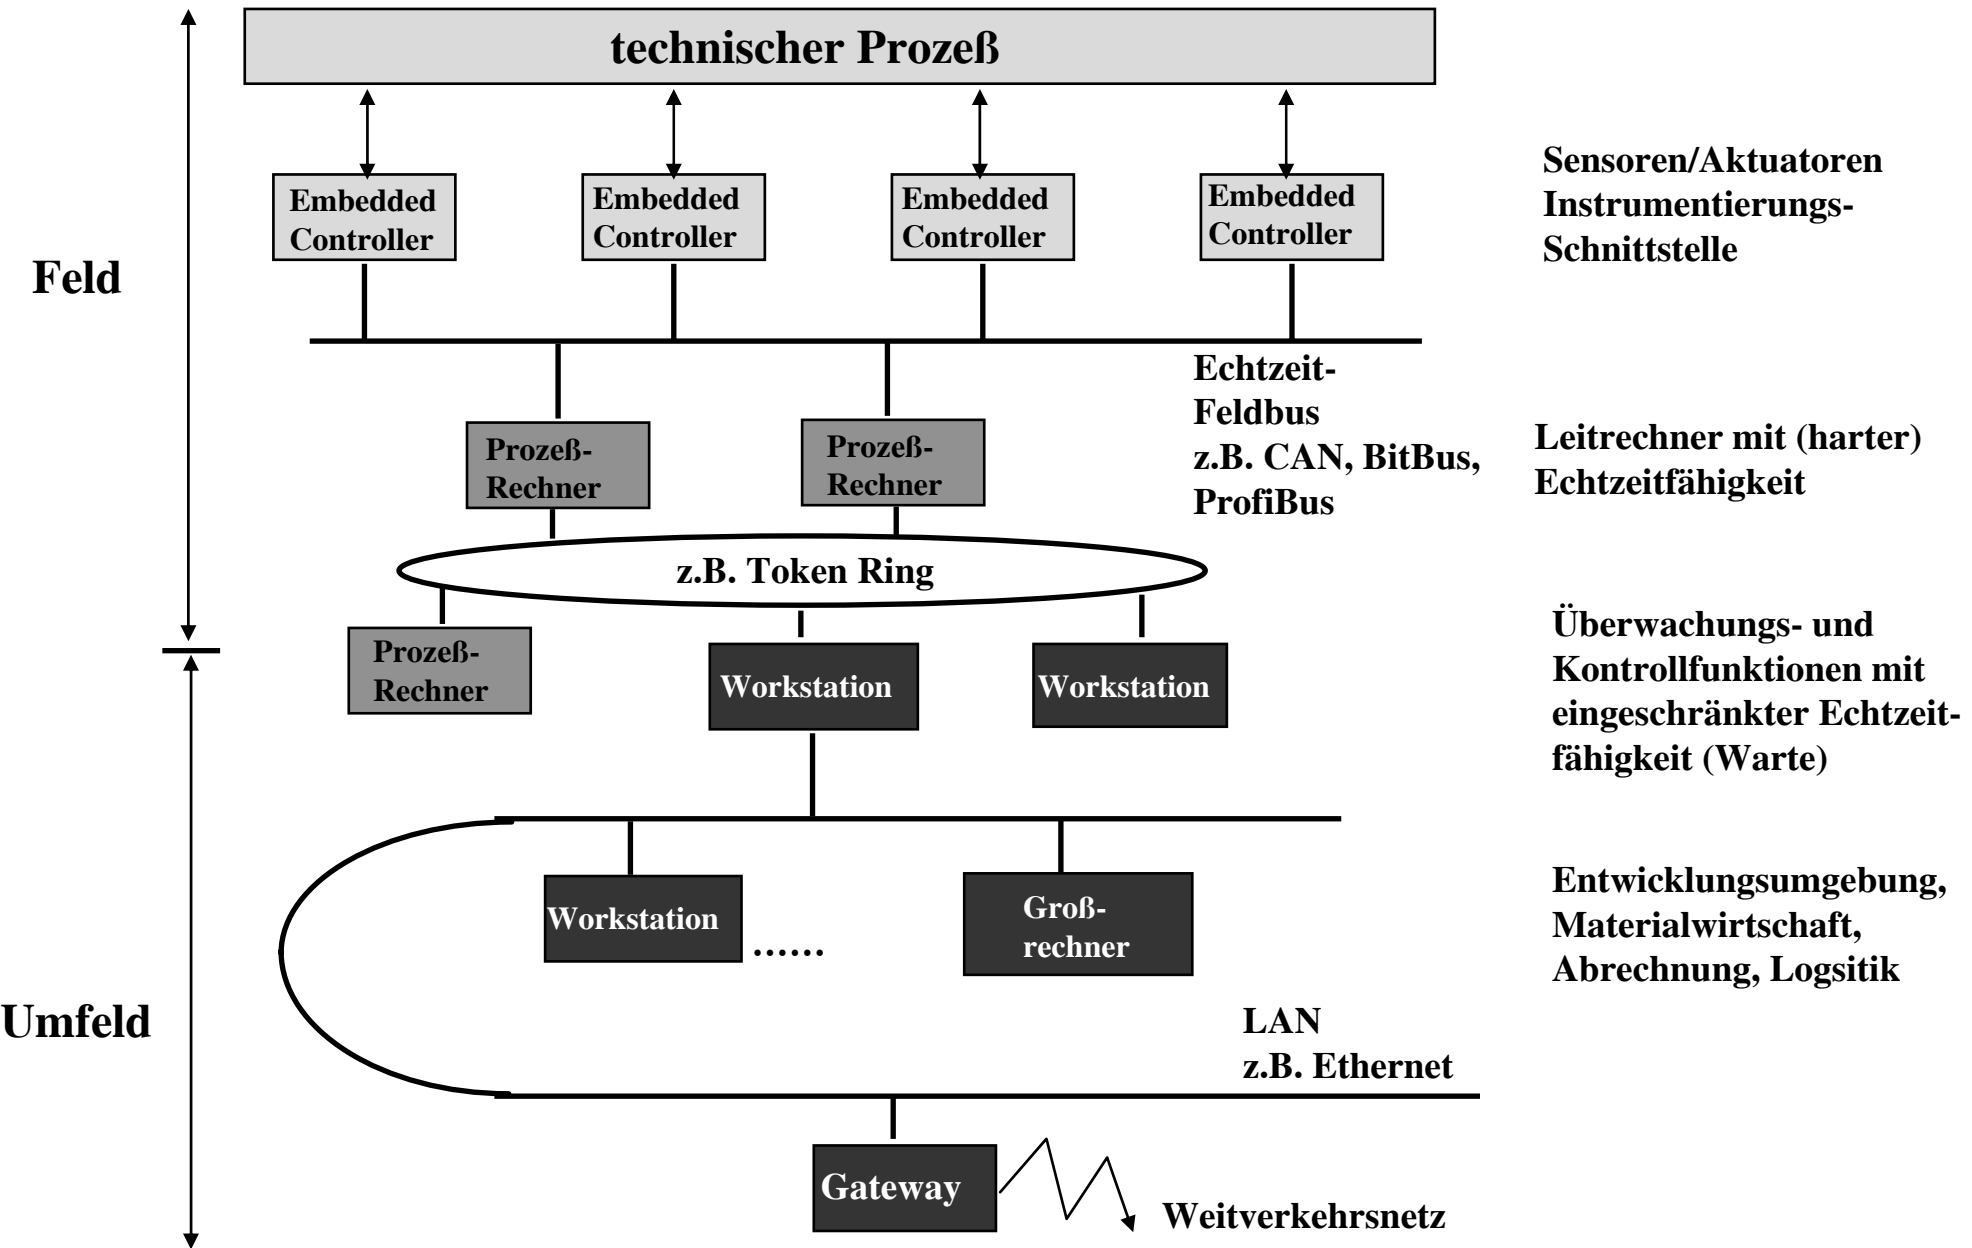 technischer Prozeß
Embedded
Controller
Embedded
Controller
Embedded
Controller
Embedded
Controller
Sensoren/Aktuatoren
Instrumentierungs-
Schnittstelle
Feld
Echtzeit-
Feldbus
z.B. CAN, BitBus,
ProfiBus
Prozeß-
Rechner
Prozeß-
Rechner
Leitrechner mit (harter)
Echtzeitfähigkeit
z.B. Token Ring
Prozeß-
Rechner
Workstation
Workstation
Überwachungs- und
Kontrollfunktionen mit
eingeschränkter Echtzeit-
fähigkeit (Warte)
Workstation
......
Groß-
rechner
Entwicklungsumgebung,
Materialwirtschaft,
Abrechnung, Logsitik
Umfeld
LAN
z.B. Ethernet
Gateway
Weitverkehrsnetz